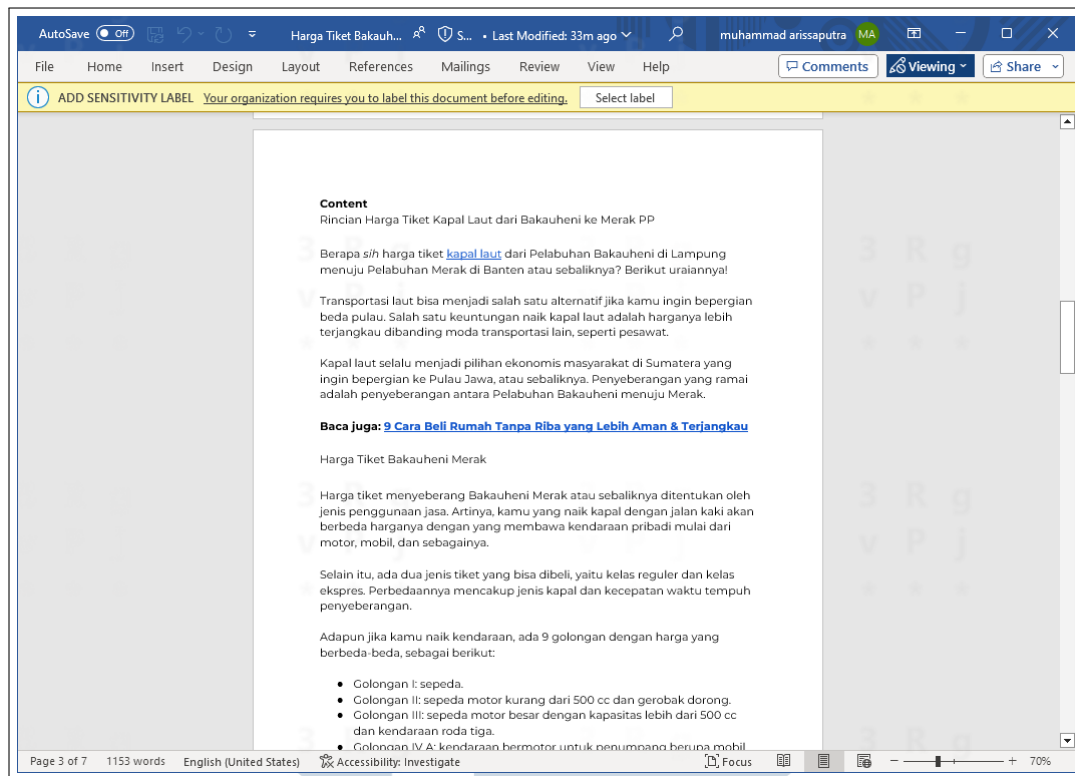 AutoSave Off Harga Tiket Bakauh... S... • Last Modified: 33m ago muhammad arissaputra MA
File Home Insert Design Layout References Mailings Review View Help Comments Viewing Share
ADD SENSITIVITY LABEL Your organization requires you to label this document before editing. Select label
Content
Rincian Harga Tiket Kapal Laut dari Bakauheni ke Merak PP
Berapa sih harga tiket kapal laut dari Pelabuhan Bakauheni di Lampung
menuju Pelabuhan Merak di Banten atau sebaliknya? Berikut uraiannya!
Transportasi laut bisa menjadi salah satu alternatif jika kamu ingin bepergian
beda pulau. Salah satu keuntungan naik kapal laut adalah harganya lebih
terjangkau dibanding moda transportasi lain, seperti pesawat.
Kapal laut selalu menjadi pilihan ekonomis masyarakat di Sumatera yang
ingin bepergian ke Pulau Jawa, atau sebaliknya. Penyeberangan yang ramai
adalah penyeberangan antara Pelabuhan Bakauheni menuju Merak.
Baca juga: 9 Cara Beli Rumah Tanpa Riba yang Lebih Aman & Terjangkau
Harga Tiket Bakauheni Merak
Harga tiket menyeberang Bakauheni Merak atau sebaliknya ditentukan oleh
jenis penggunaan jasa. Artinya, kamu yang naik kapal dengan jalan kaki akan
berbeda harganya dengan yang membawa kendaraan pribadi mulai dari
motor, mobil, dan sebagainya.
Selain itu, ada dua jenis tiket yang bisa dibeli, yaitu kelas reguler dan kelas
ekspres. Perbedaannya mencakup jenis kapal dan kecepatan waktu tempuh
penyeberangan.
Adapun jika kamu naik kendaraan, ada 9 golongan dengan harga yang
berbeda-beda, sebagai berikut:
● Golongan I: sepeda.
● Golongan II: sepeda motor kurang dari 500 cc dan gerobak dorong.
● Golongan III: sepeda motor besar dengan kapasitas lebih dari 500 cc
dan kendaraan roda tiga.
● Golongan IV A: kendaraan bermotor untuk penumpang berupa mobil
Page 3 of 7 1153 words English (United States) Accessibility: Investigate Focus 70%